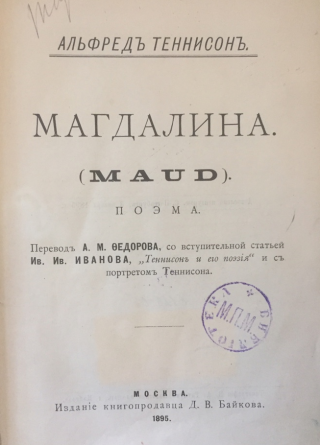 АЛЬФРЕДЪ ТЕННИСОНЪ.
МАГДАЛИНА.
(MAUD).
ПОЭМА.
Переводъ А. М. ѲЕДОРОВА, со вступительной статьей
Ив. Ив. ИВАНОВА, „Теннисонъ и его поэзія" и съ
портретомъ Теннисона.
БИБЛІОТЕКА
М.П.М.
МОСКВА.
Изданіе книгопродавца Д. В. Байкова.
1895.